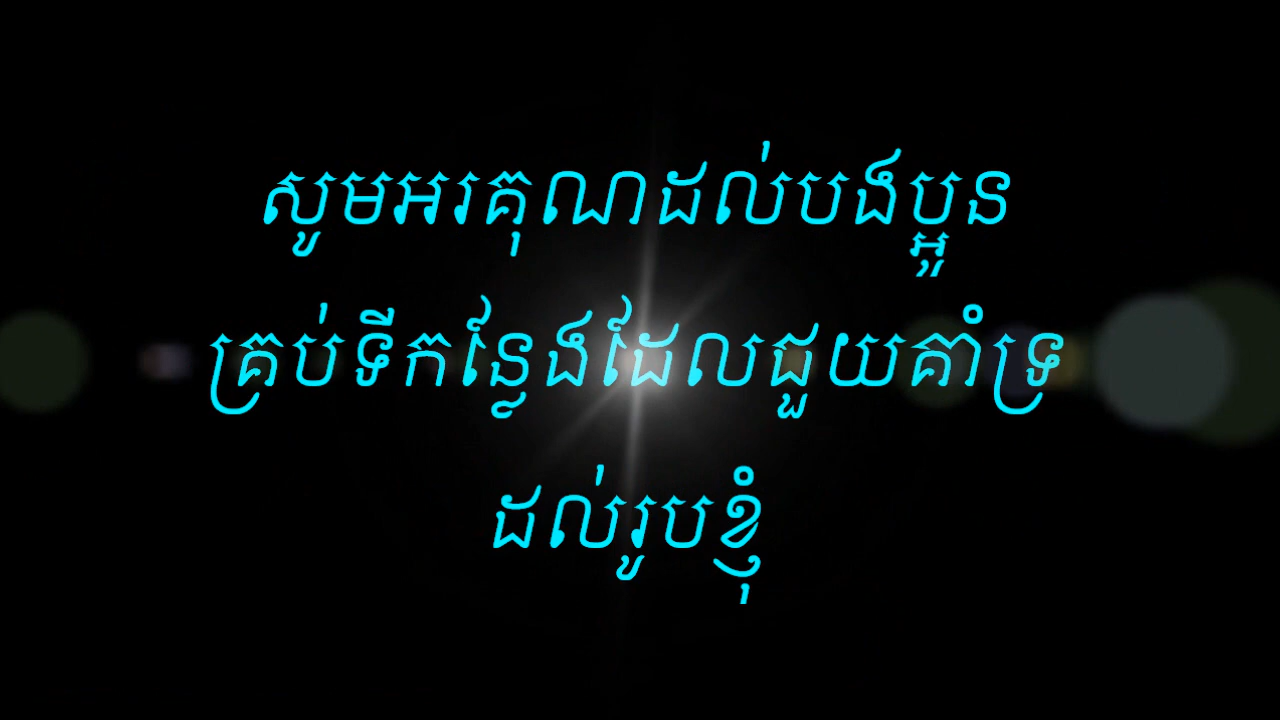 សូមអរគុណដល់បងប្អូន
គ្រប់ទីកន្លែងដែលជួយគាំទ្រ
ដល់រូបខ្ញុំ